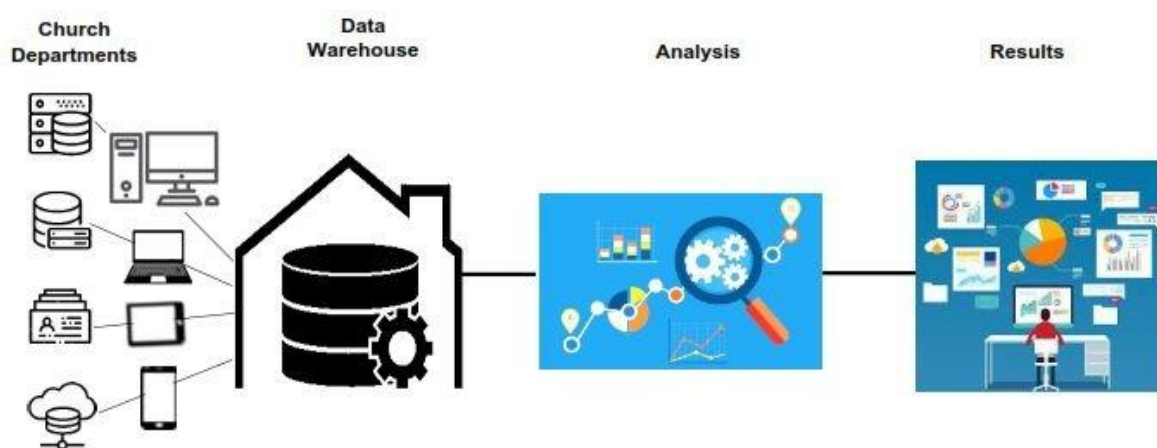 Church
Departments
Data
Warehouse
Analysis
Results